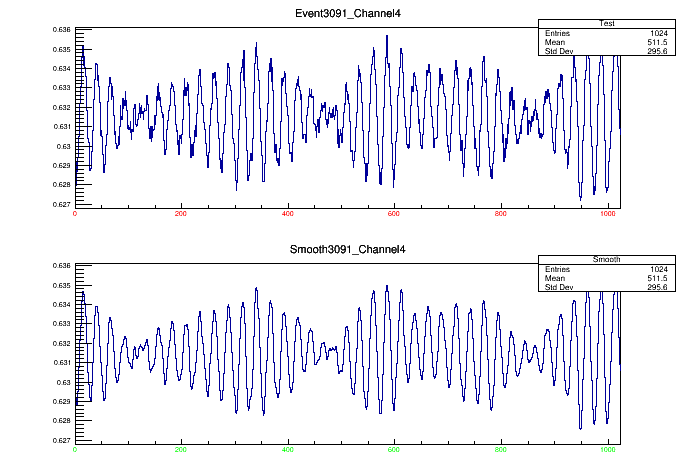 Event3091_Channel4
Test
Entries 1024
Mean 511.5
Std Dev 295.6
0.636
0.635
0.634
0.633
0.632
0.631
0.63
0.629
0.628
0.627
0 200 400 600 800 1000
Smooth3091_Channel4
Smooth
Entries 1024
Mean 511.5
Std Dev 295.6
0.636
0.635
0.634
0.633
0.632
0.631
0.63
0.629
0.628
0.627
0 200 400 600 800 1000